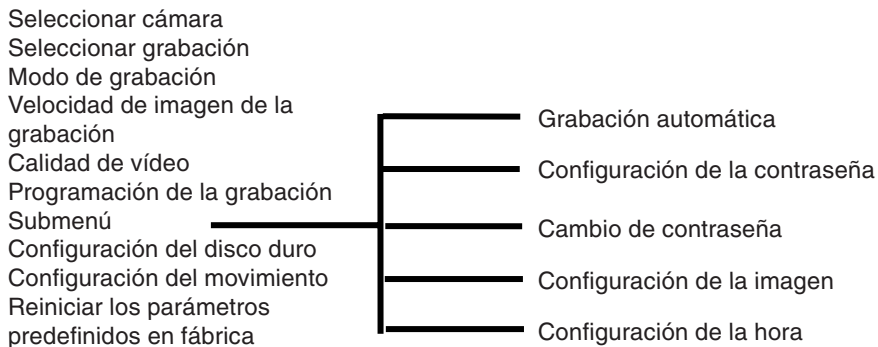 Seleccionar cámara
Seleccionar grabación
Modo de grabación
Velocidad de imagen de la
grabación
Calidad de vídeo
Programación de la grabación
Submenú
Configuración del disco duro
Configuración del movimiento
Reiniciar los parámetros
predefinidos en fábrica
Grabación automática
Configuración de la contraseña
Cambio de contraseña
Configuración de la imagen
Configuración de la hora